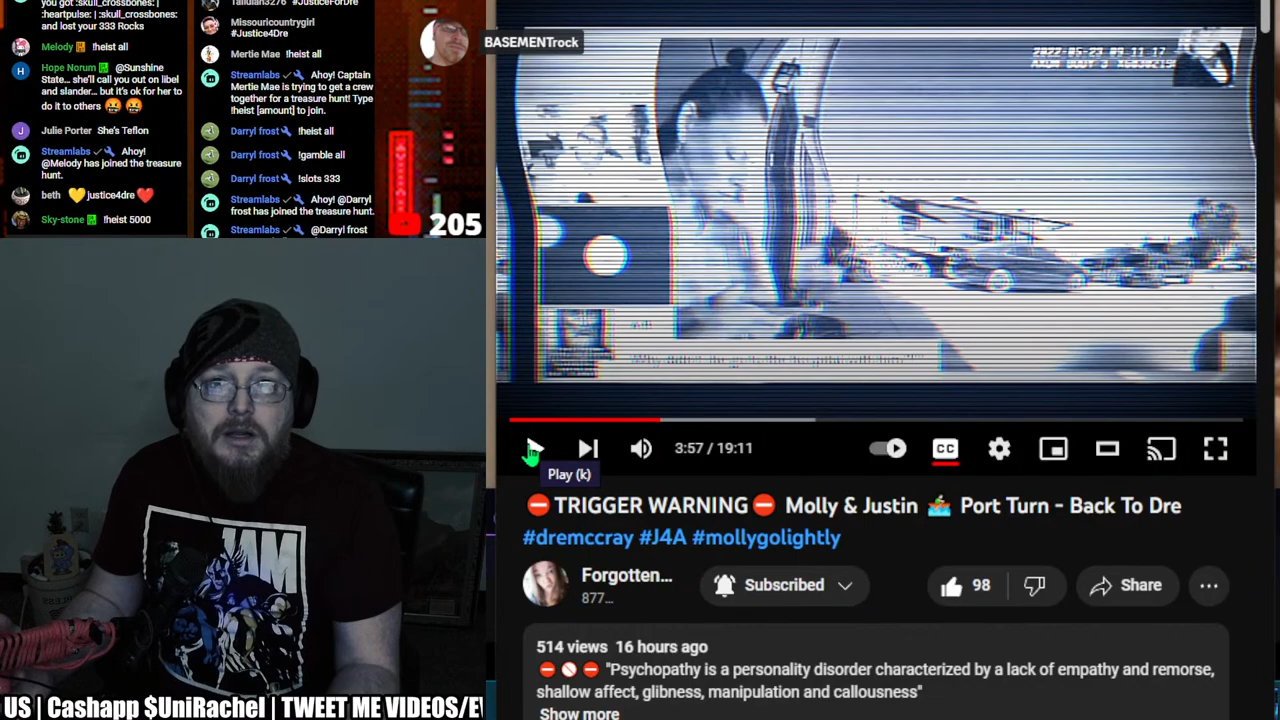 you got :skull_crossbones: |
:heartpulse: | :skull_crossbones:
and lost your 333 Rocks
Melody !heist all
Hope Norum @Sunshine
State... she'll call you out on libel
and slander... but it's ok for her to
do it to others
Julie Porter She's Teflon
Streamlabs Ahoy!
@Melody has joined the treasure
hunt.
beth justice4dre
Sky-stone !heist 5000
Tallulah3276 #JusticeForDre
Missouricountrygirl
#Justice4Dre
Mertie Mae !heist all
Streamlabs Ahoy! Captain
Mertie Mae is trying to get a crew
together for a treasure hunt! Type
!heist [amount] to join.
Darryl frost !heist all
Darryl frost !gamble all
Darryl frost !slots 333
Streamlabs Ahoy! @Darryl
frost has joined the treasure hunt.
Streamlabs @Darryl frost
205
BASEMENTrock
AXON BODY 3
JAM
3:57 / 19:11
CC
Play (k)
TRIGGER WARNING Molly & Justin Port Turn - Back To Dre
#dremccray #J4A #mollygolightly
Forgotten...
877...
Subscribed
98
Share
514 views 16 hours ago
"Psychopathy is a personality disorder characterized by a lack of empathy and remorse,
shallow affect, glibness, manipulation and callousness"
Show more
US | Cashapp $UniRachel | TWEET ME VIDEOS/E